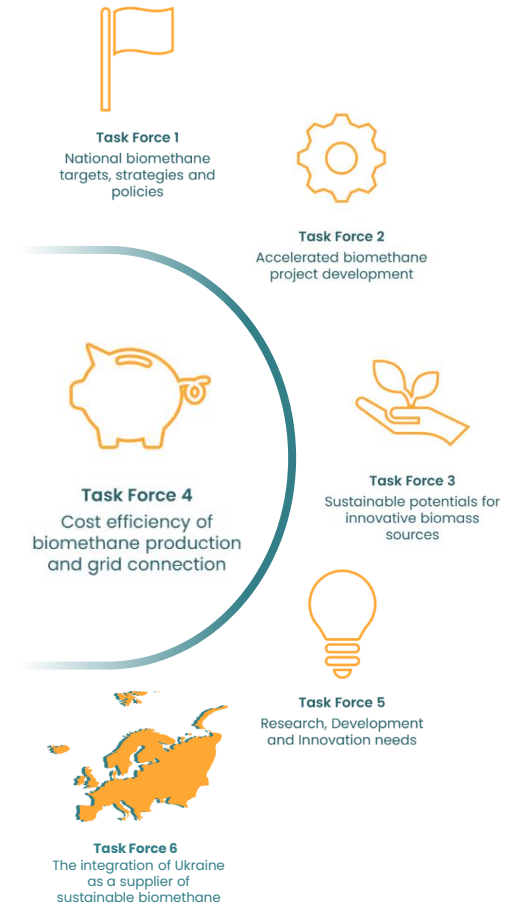 Task Force 1
National biomethane
targets, strategies and
policies
Task Force 2
Accelerated biomethane
project development
Task Force 4
Cost efficiency of
biomethane production
and grid connection
Task Force 3
Sustainable potentials for
innovative biomass
sources
Task Force 5
Research, Development
and Innovation needs
Task Force 6
The integration of Ukraine
as a supplier of
sustainable biomethane